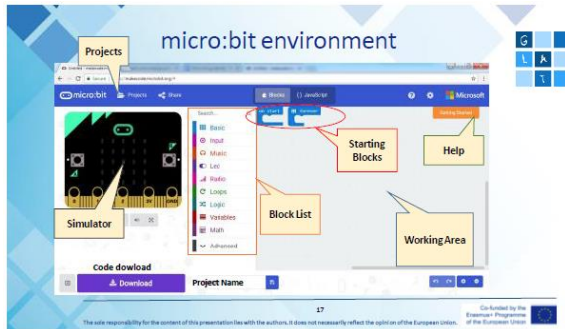 micro:bit environment
Projects
G
L A
T
micro:bit Projects Share Blocks {} JavaScript Microsoft
Search...
Getting Started
Basic
Input
Music
Led
Radio
Loops
Logic
Variables
Math
Advanced
Starting
Blocks
Help
Simulator
Block List
Working Area
Code dowload
Download
Project Name
17
The sole responsibility for the content of this presentation lies with the authors. It does not necessarily reflect the opinion of the European Union.
Co-funded by the
Erasmus+ Programme
of the European Union